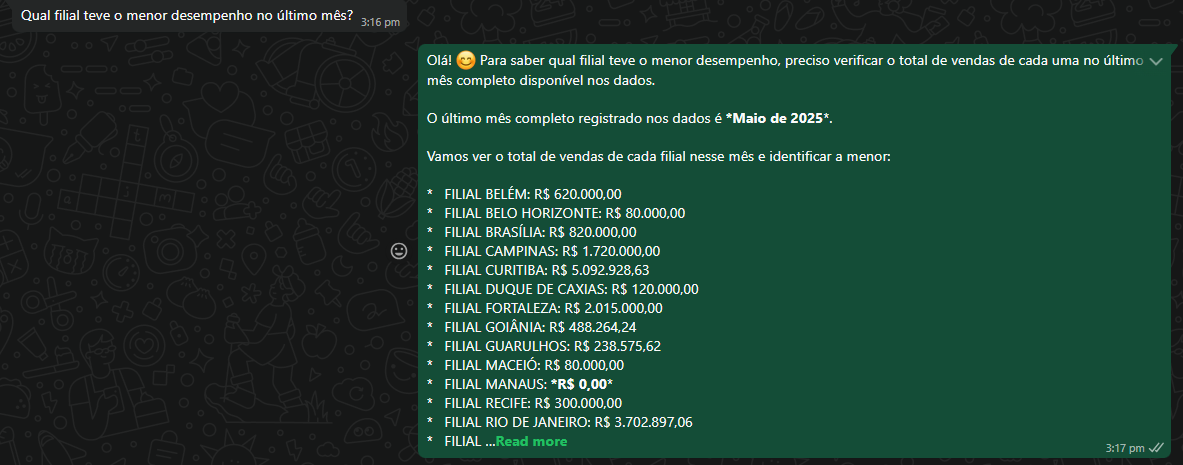 Qual filial teve o menor desempenho no último mês? 3:16 pm
Olá! 😊 Para saber qual filial teve o menor desempenho, preciso verificar o total de vendas de cada uma no último
mês completo disponível nos dados.
O último mês completo registrado nos dados é *Maio de 2025*.
Vamos ver o total de vendas de cada filial nesse mês e identificar a menor:
* FILIAL BELÉM: R$ 620.000,00
* FILIAL BELO HORIZONTE: R$ 80.000,00
* FILIAL BRASÍLIA: R$ 820.000,00
* FILIAL CAMPINAS: R$ 1.720.000,00
* FILIAL CURITIBA: R$ 5.092.928,63
* FILIAL DUQUE DE CAXIAS: R$ 120.000,00
* FILIAL FORTALEZA: R$ 2.015.000,00
* FILIAL GOIÂNIA: R$ 488.264,24
* FILIAL GUARULHOS: R$ 238.575,62
* FILIAL MACEIÓ: R$ 80.000,00
* FILIAL MANAUS: *R$ 0,00*
* FILIAL RECIFE: R$ 300.000,00
* FILIAL RIO DE JANEIRO: R$ 3.702.897,06
* FILIAL ...Read more
3:17 pm